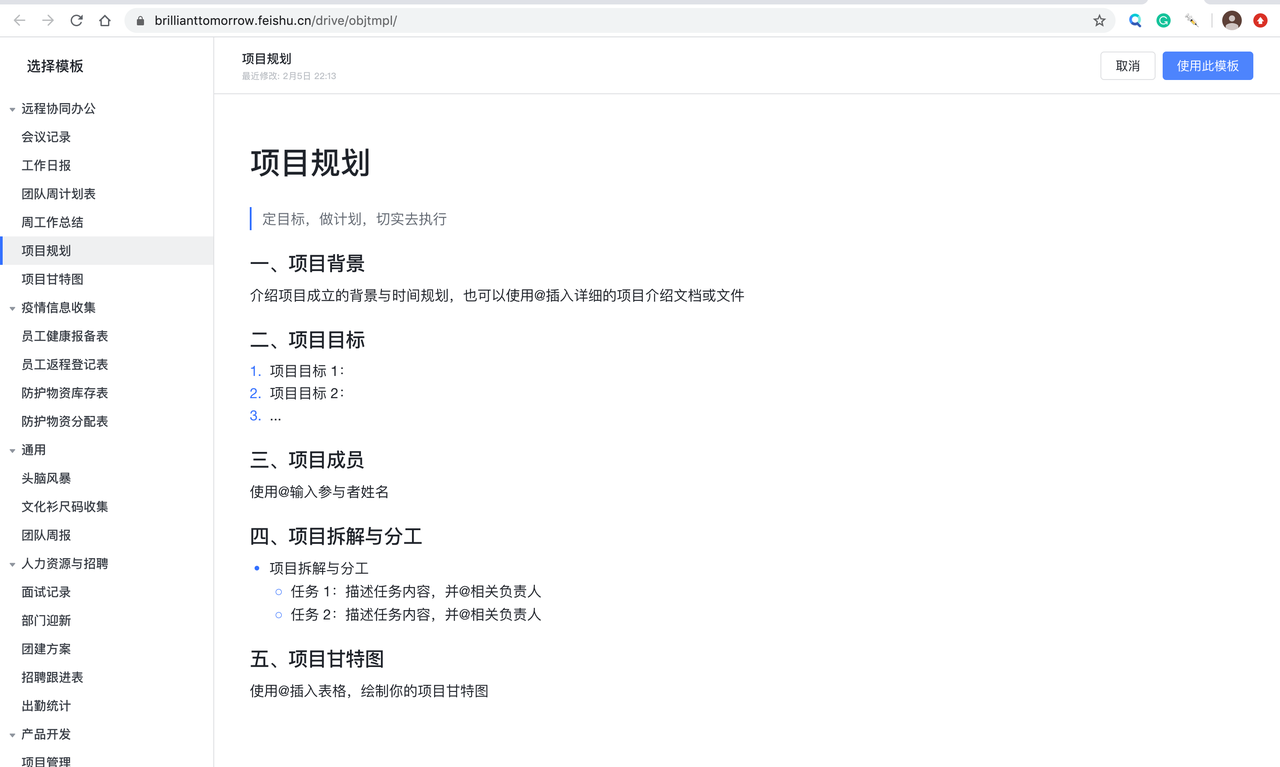 brillianttomorrow.feishu.cn/drive/objtmpl/
选择模板
远程协同办公
会议记录
工作日报
团队周计划表
周工作总结
项目规划
项目甘特图
疫情信息收集
员工健康报备表
员工返程登记表
防护物资库存表
防护物资分配表
通用
头脑风暴
文化衫尺码收集
团队周报
人力资源与招聘
面试记录
部门迎新
团建方案
招聘跟进表
出勤统计
产品开发
项目管理
项目规划
最近修改: 2月5日 22:13
取消
使用此模板
项目规划
定目标，做计划，切实去执行
一、项目背景
介绍项目成立的背景与时间规划，也可以使用@插入详细的项目介绍文档或文件
二、项目目标
1. 项目目标 1：
2. 项目目标 2：
3. ...
三、项目成员
使用@输入参与者姓名
四、项目拆解与分工
• 项目拆解与分工
○ 任务 1：描述任务内容，并@相关负责人
○ 任务 2：描述任务内容，并@相关负责人
五、项目甘特图
使用@插入表格，绘制你的项目甘特图